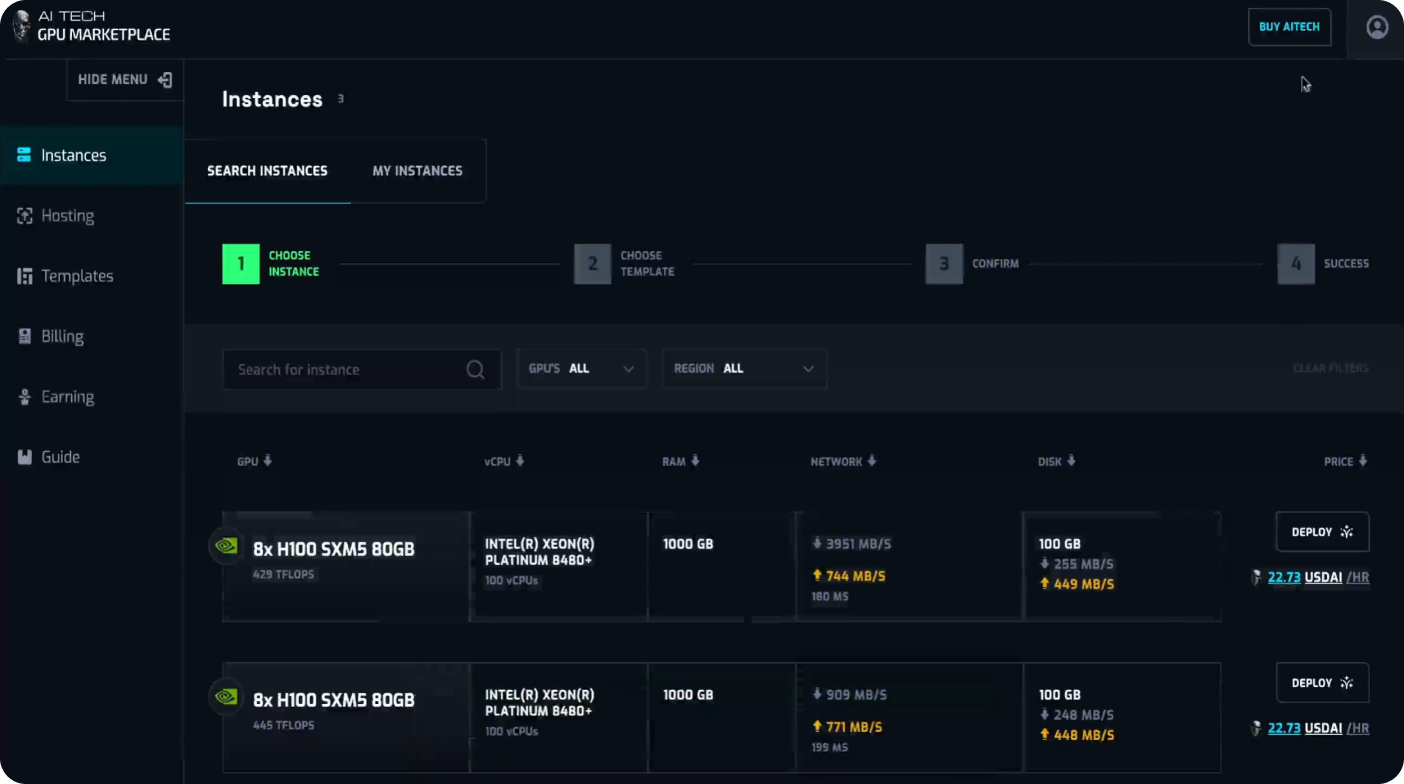 AI TECH
GPU MARKETPLACE
BUY AITECH
HIDE MENU
Instances
Hosting
Templates
Billing
Earning
Guide
Instances 3
SEARCH INSTANCES MY INSTANCES
1 CHOOSE INSTANCE
2 CHOOSE TEMPLATE
3 CONFIRM
4 SUCCESS
Search for instance
GPU'S ALL
REGION ALL
CLEAR FILTERS
GPU vCPU RAM NETWORK DISK PRICE
8x H100 SXM5 80GB
429 TFLOPS
INTEL(R) XEON(R)
PLATINUM 8480+
100 vCPUs
1000 GB
3951 MB/S
744 MB/S
180 MS
100 GB
255 MB/S
449 MB/S
DEPLOY
22.73 USDAI /HR
8x H100 SXM5 80GB
445 TFLOPS
INTEL(R) XEON(R)
PLATINUM 8480+
100 vCPUs
1000 GB
909 MB/S
771 MB/S
199 MS
100 GB
248 MB/S
448 MB/S
DEPLOY
22.73 USDAI /HR